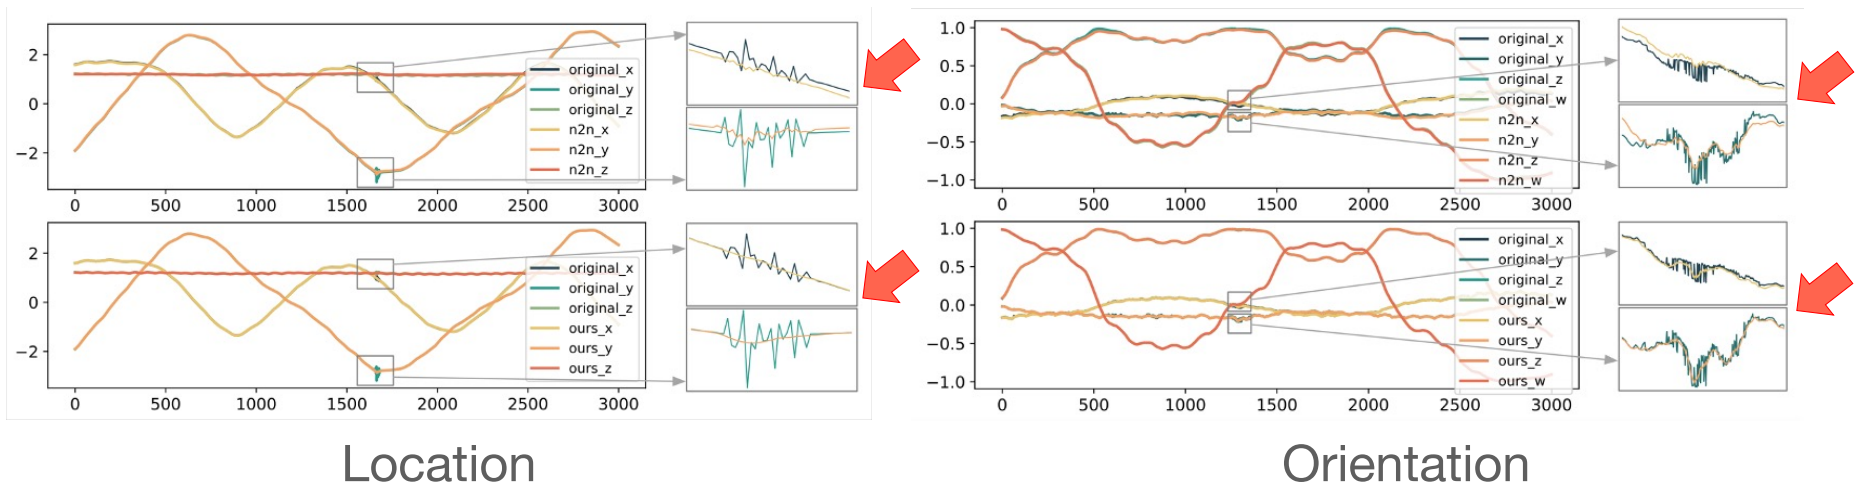 2
0
−2
0 500 1000 1500 2000 2500 3000
original_x
original_y
original_z
n2n_x
n2n_y
n2n_z
2
0
−2
0 500 1000 1500 2000 2500 3000
original_x
original_y
original_z
ours_x
ours_y
ours_z
Location
1.0
0.5
0.0
−0.5
−1.0
0 500 1000 1500 2000 2500 3000
original_x
original_y
original_z
original_w
n2n_x
n2n_y
n2n_z
n2n_w
1.0
0.5
0.0
−0.5
−1.0
0 500 1000 1500 2000 2500 3000
original_x
original_y
original_z
original_w
ours_x
ours_y
ours_z
ours_w
Orientation